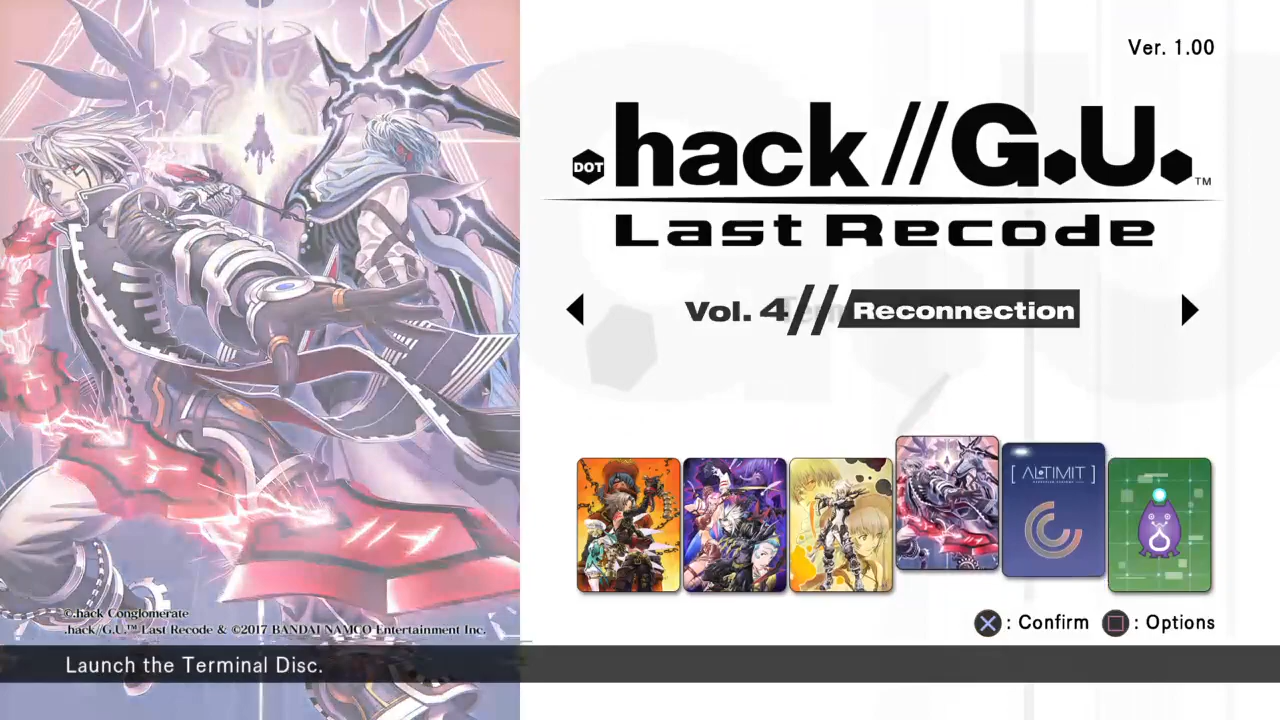 Ver. 1.00
DOT
.hack//G.U.™
Last Recode
Vol. 4// Reconnection
[ ALTIMIT ]
: Confirm : Options
©.hack Conglomerate
.hack//G.U.™ Last Recode & ©2017 BANDAI NAMCO Entertainment Inc.
Launch the Terminal Disc.